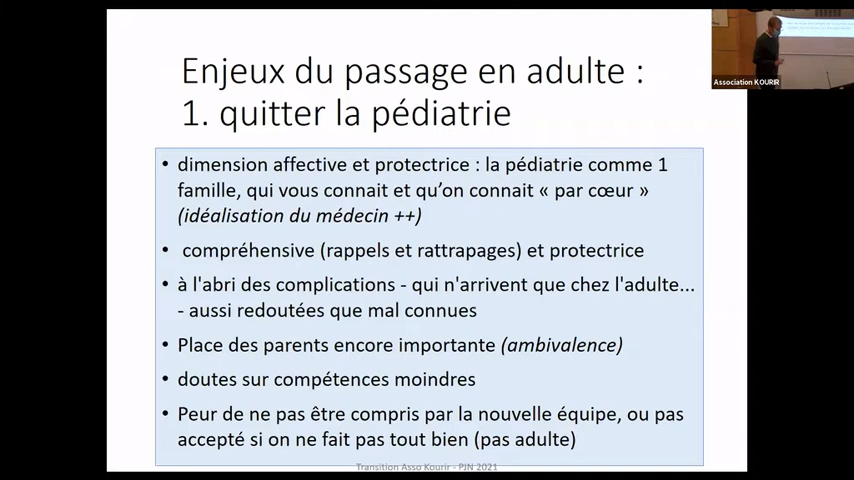 Enjeux du passage en adulte :
1. quitter la pédiatrie
• dimension affective et protectrice : la pédiatrie comme 1
famille, qui vous connait et qu'on connait « par cœur »
(idéalisation du médecin ++)
• compréhensive (rappels et rattrapages) et protectrice
• à l'abri des complications - qui n'arrivent que chez l'adulte...
- aussi redoutées que mal connues
• Place des parents encore importante (ambivalence)
• doutes sur compétences moindres
• Peur de ne pas être compris par la nouvelle équipe, ou pas
accepté si on ne fait pas tout bien (pas adulte)
Transition Asso Kourir - PJN 2021
Association KOURIR